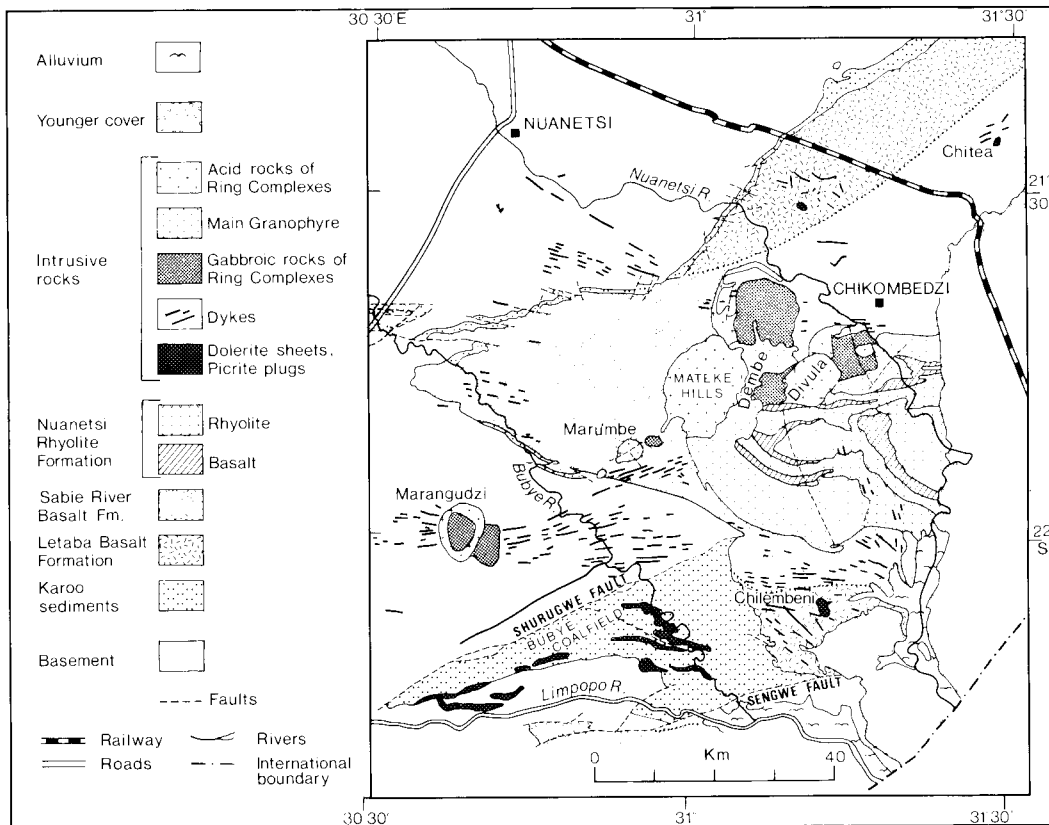 Alluvium
Younger cover
Intrusive
rocks
Acid rocks of
Ring Complexes
Main Granophyre
Gabbroic rocks of
Ring Complexes
Dykes
Dolerite sheets,
Picrite plugs
Nuanetsi
Rhyolite
Formation
Rhyolite
Basalt
Sabie River
Basalt Fm.
Letaba Basalt
Formation
Karoo
sediments
Basement
Faults
Railway
Rivers
Roads
International
boundary
30 30'E
31°
31°30'
NUANETSI
Chitea
Nuanetsi R.
21°
30'
CHIKOMBEDZI
MATEKE
HILLS
Dembe
Divula
Marumbe
Bubye R.
Marangudzi
22°
S
SHURUGWE FAULT
BUBYE
COALFIELD
Chilembeni
Limpopo R.
SENGWE FAULT
0
Km
40
30 30'
31°
31°30'